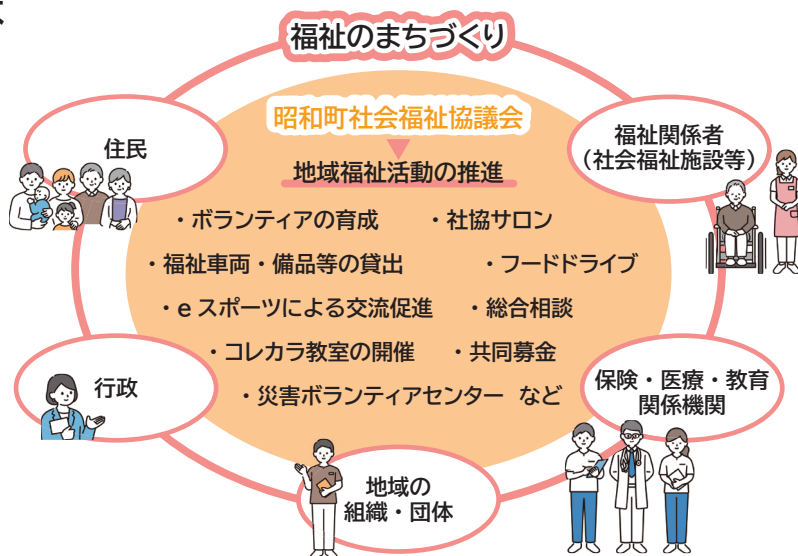 福祉のまちづくり
昭和町社会福祉協議会
地域福祉活動の推進
・ボランティアの育成 ・社協サロン
・福祉車両・備品等の貸出 ・フードドライブ
・eスポーツによる交流促進 ・総合相談
・コレカラ教室の開催 ・共同募金
・災害ボランティアセンター など
住民
福祉関係者
（社会福祉施設等）
行政
保険・医療・教育
関係機関
地域の
組織・団体